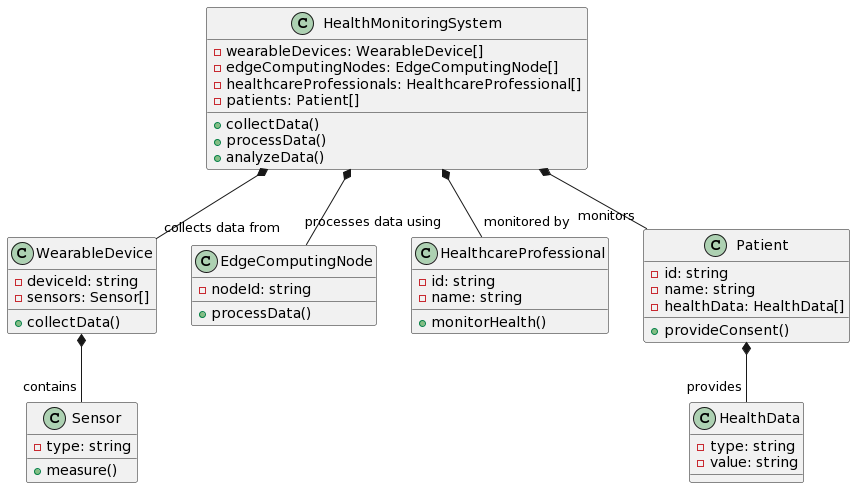 C HealthMonitoringSystem
wearableDevices: WearableDevice[]
edgeComputingNodes: EdgeComputingNode[]
healthcareProfessionals: HealthcareProfessional[]
patients: Patient[]
collectData()
processData()
analyzeData()
collects data from
processes data using
monitored by
monitors
C WearableDevice
deviceId: string
sensors: Sensor[]
collectData()
C EdgeComputingNode
nodeId: string
processData()
C HealthcareProfessional
id: string
name: string
monitorHealth()
C Patient
id: string
name: string
healthData: HealthData[]
provideConsent()
contains
provides
C Sensor
type: string
measure()
C HealthData
type: string
value: string